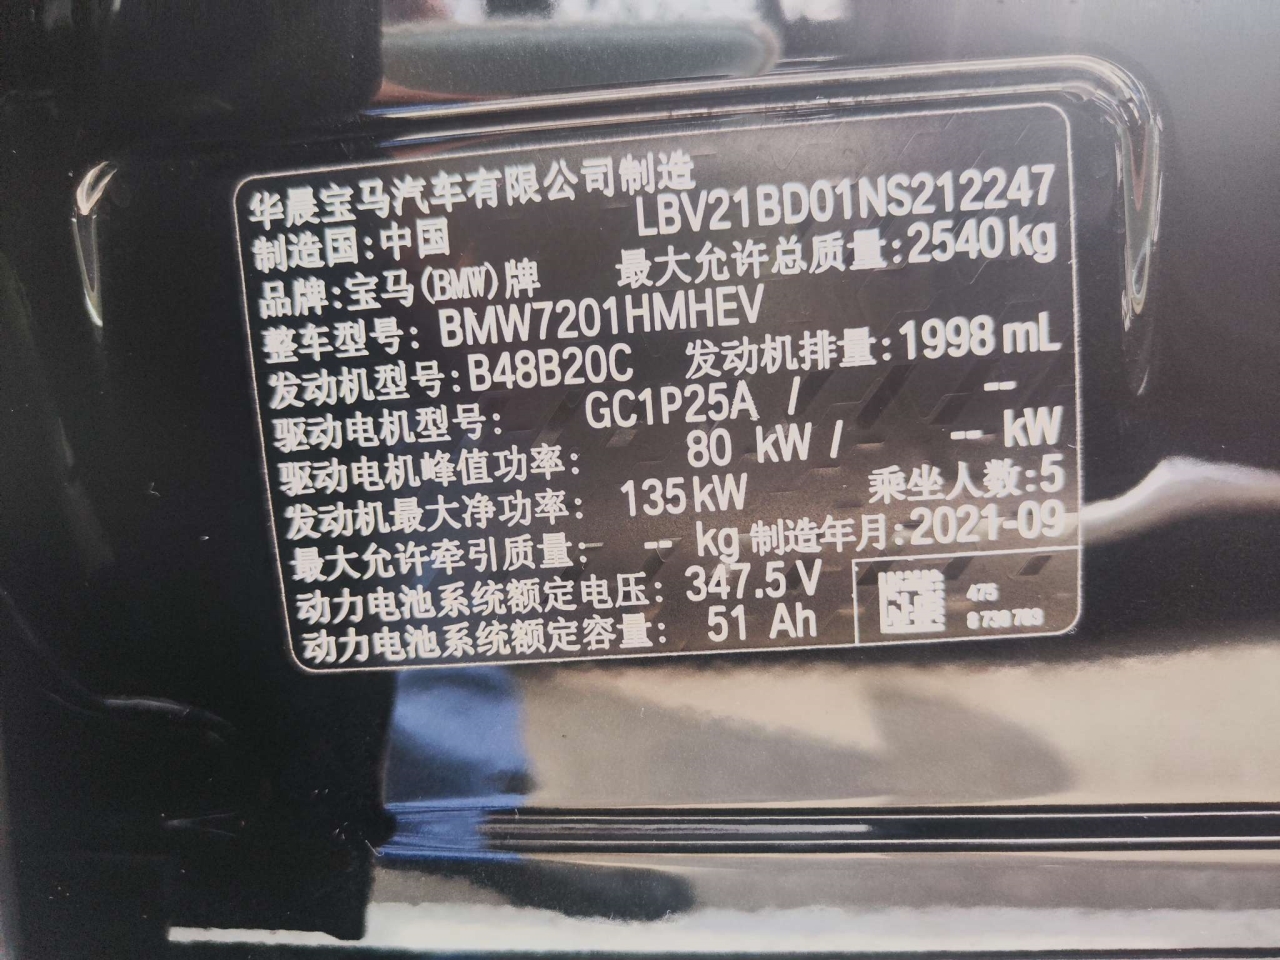 华晨宝马汽车有限公司制造
LBV21BD01NS212247
制造国:中国
最大允许总质量:2540kg
品牌:宝马(BMW)牌
整车型号: BMW7201HMHEV
发动机型号:B48B20C 发动机排量:1998 mL
驱动电机型号: GC1P25A / --
驱动电机峰值功率: 80 kW / -- kW
发动机最大净功率: 135kW 乘坐人数:5
最大允许牵引质量: -- kg 制造年月:2021-09
动力电池系统额定电压: 347.5 V
动力电池系统额定容量: 51 Ah
475
8 738 783